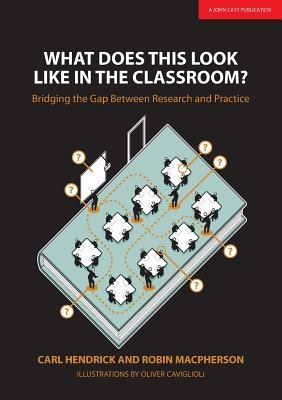 A JOHN CATT PUBLICATION
WHAT DOES THIS LOOK
LIKE IN THE CLASSROOM?
Bridging the Gap Between Research and Practice
?
?
?
?
?
?
?
CARL HENDRICK AND ROBIN MACPHERSON
ILLUSTRATIONS BY OLIVER CAVIGLIOLI